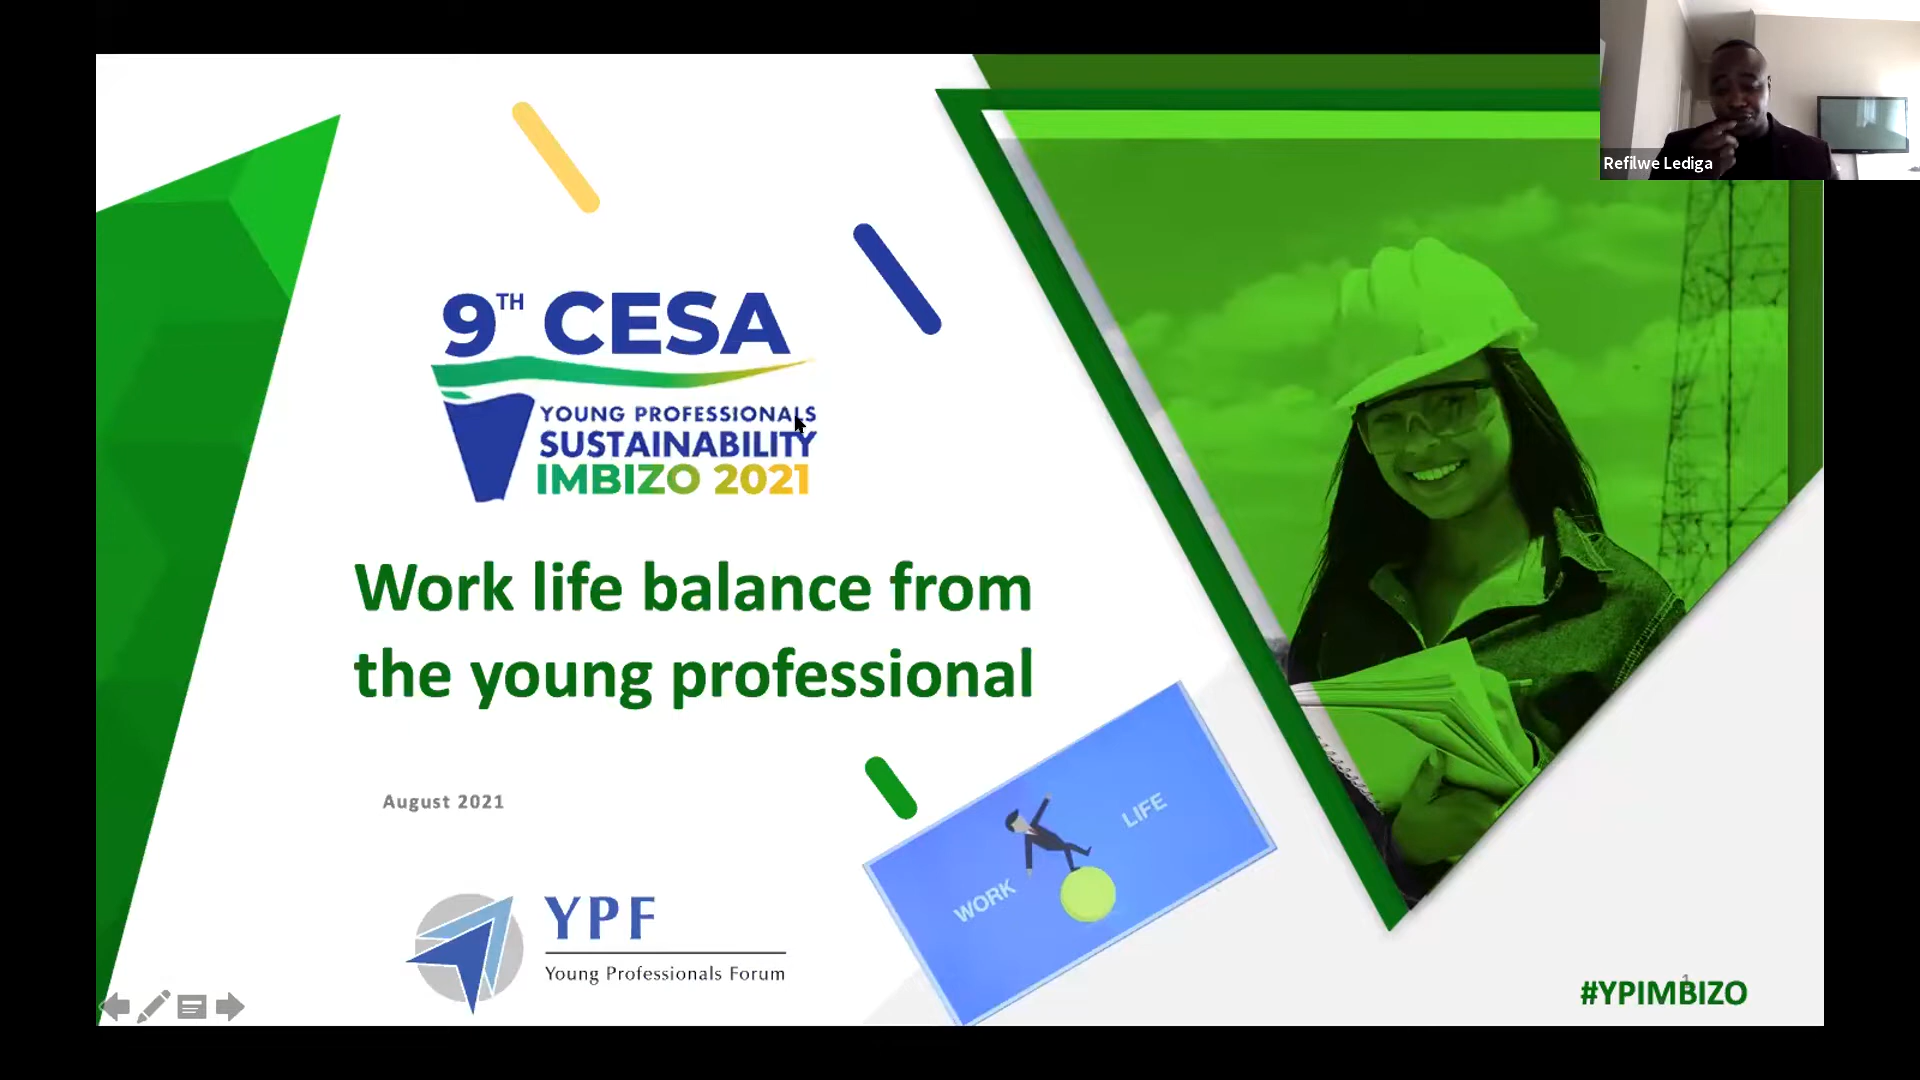 Refilwe Lediga
9TH CESA
YOUNG PROFESSIONALS
SUSTAINABILITY
IMBIZO 2021
Work life balance from
the young professional
August 2021
WORK
LIFE
YPF
Young Professionals Forum
1
#YPIMBIZO